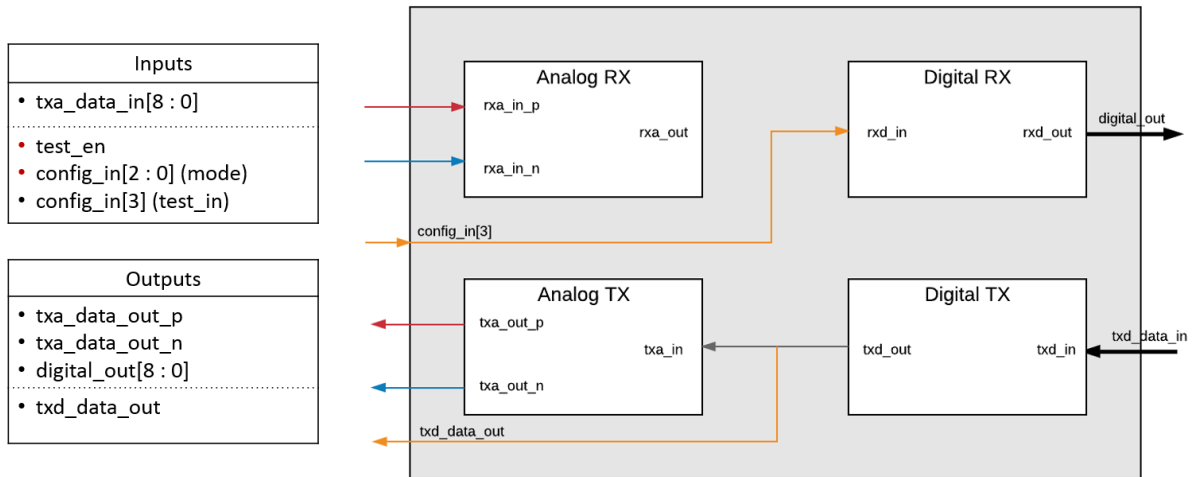 Inputs
• txa_data_in[8 : 0]
• test_en
• config_in[2 : 0] (mode)
• config_in[3] (test_in)
Outputs
• txa_data_out_p
• txa_data_out_n
• digital_out[8 : 0]
• txd_data_out
Analog RX
rxa_in_p
rxa_out
rxa_in_n
Digital RX
rxd_in
rxd_out
digital_out
config_in[3]
Analog TX
txa_out_p
txa_in
txa_out_n
Digital TX
txd_out
txd_in
txd_data_in
txd_data_out